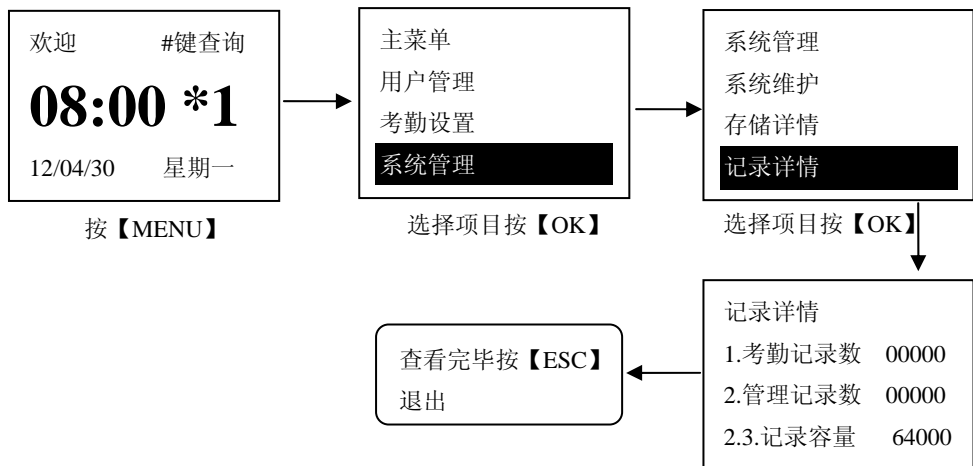 欢迎 #键查询
08:00 *1
12/04/30 星期一
按【MENU】
主菜单
用户管理
考勤设置
系统管理
选择项目按【OK】
系统管理
系统维护
存储详情
记录详情
选择项目按【OK】
记录详情
1.考勤记录数 00000
2.管理记录数 00000
2.3.记录容量 64000
查看完毕按【ESC】
退出